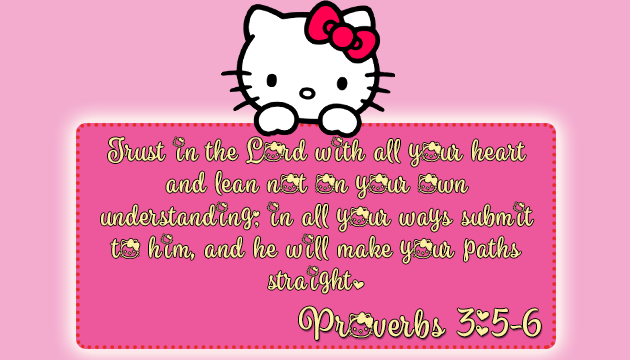 Trust in the Lord with all your heart
and lean not on your own
understanding; in all your ways submit
to him, and he will make your paths
straight.
Proverbs 3:5-6